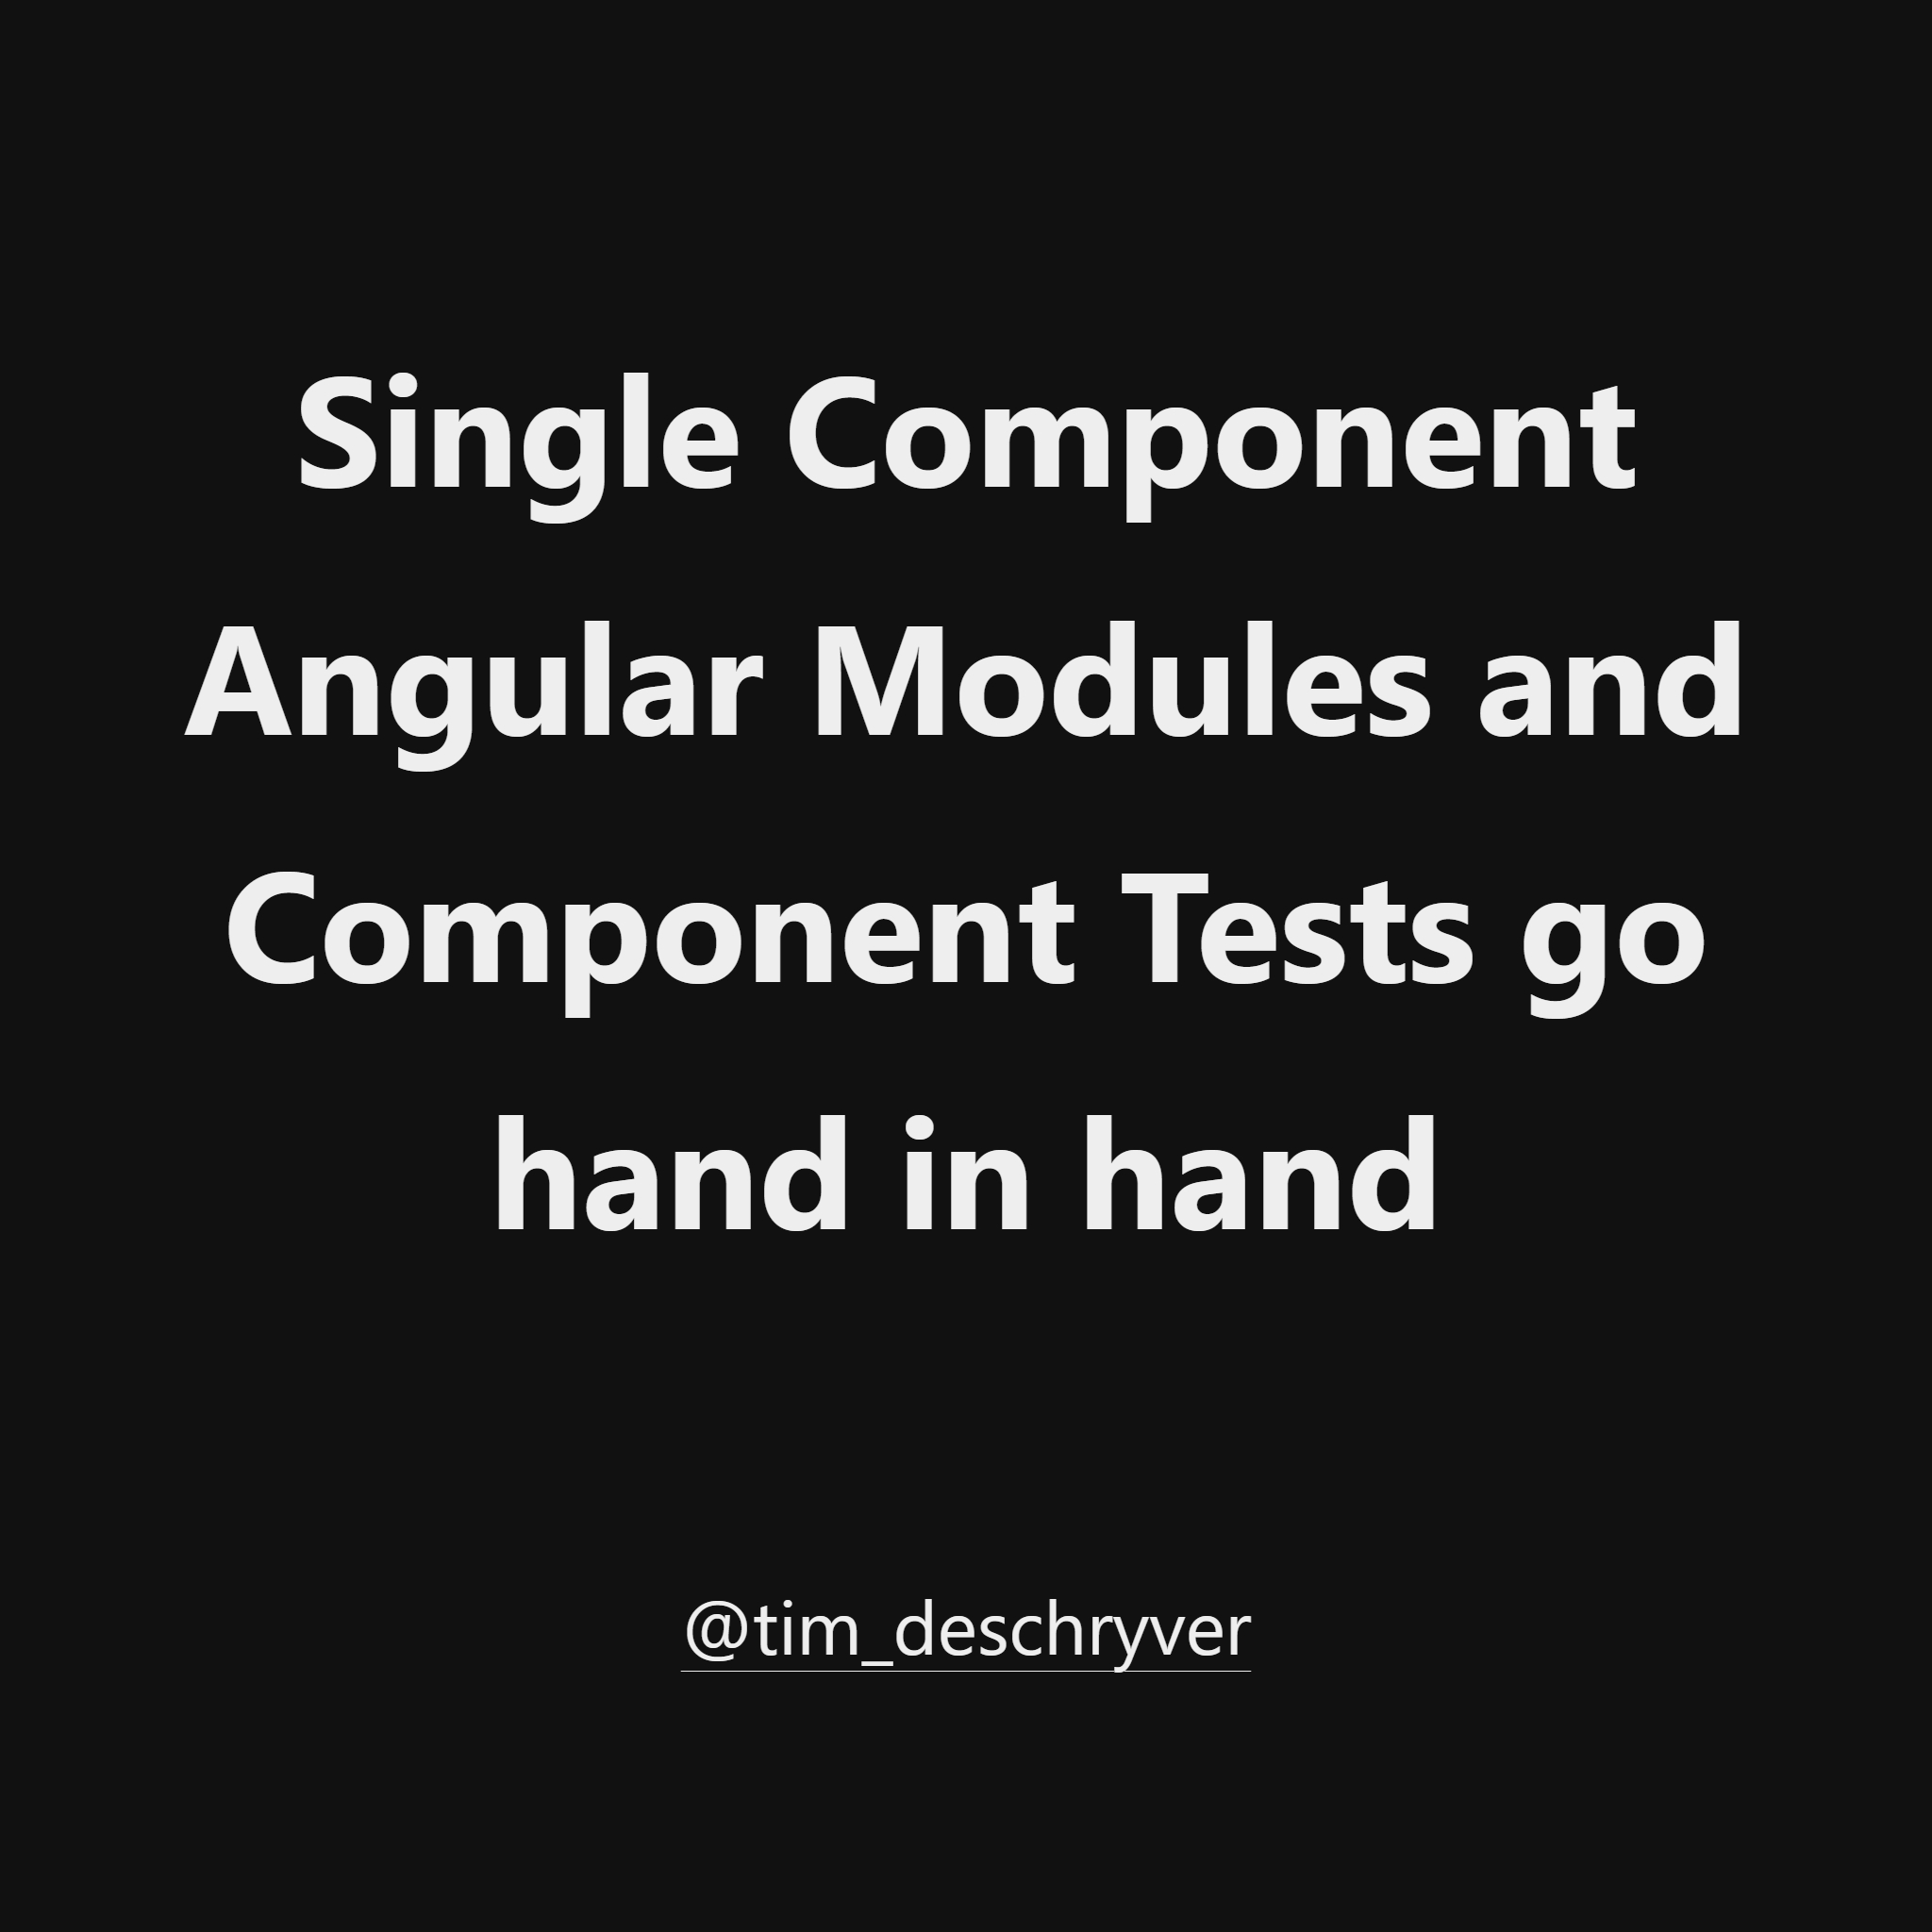 Single Component
Angular Modules and
Component Tests go
hand in hand
@tim_deschryver